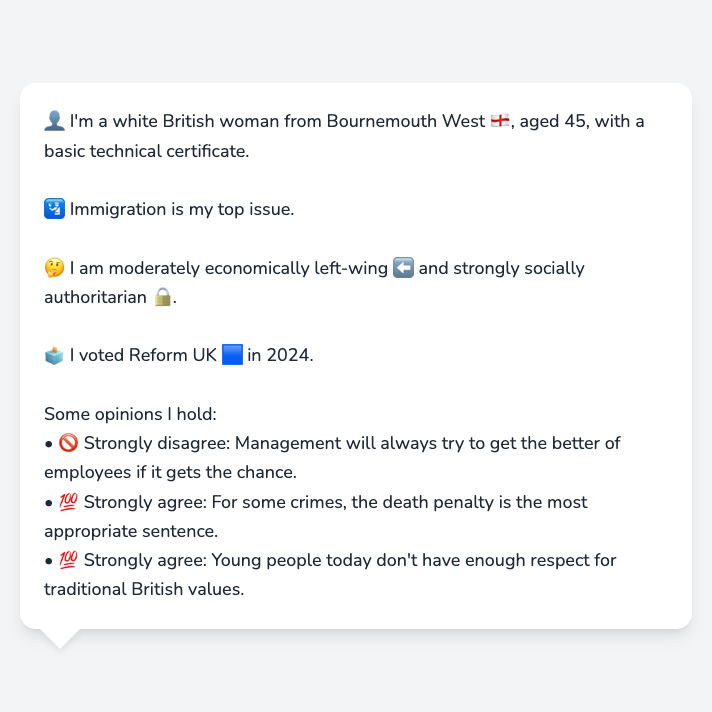 👤 I'm a white British woman from Bournemouth West 🏴󠁧󠁢󠁥󠁮󠁧󠁿, aged 45, with a
basic technical certificate.
🛂 Immigration is my top issue.
🤔 I am moderately economically left-wing ⬅️ and strongly socially
authoritarian 🔒.
🗳️ I voted Reform UK 🟦 in 2024.
Some opinions I hold:
• 🚫 Strongly disagree: Management will always try to get the better of
employees if it gets the chance.
• 💯 Strongly agree: For some crimes, the death penalty is the most
appropriate sentence.
• 💯 Strongly agree: Young people today don't have enough respect for
traditional British values.